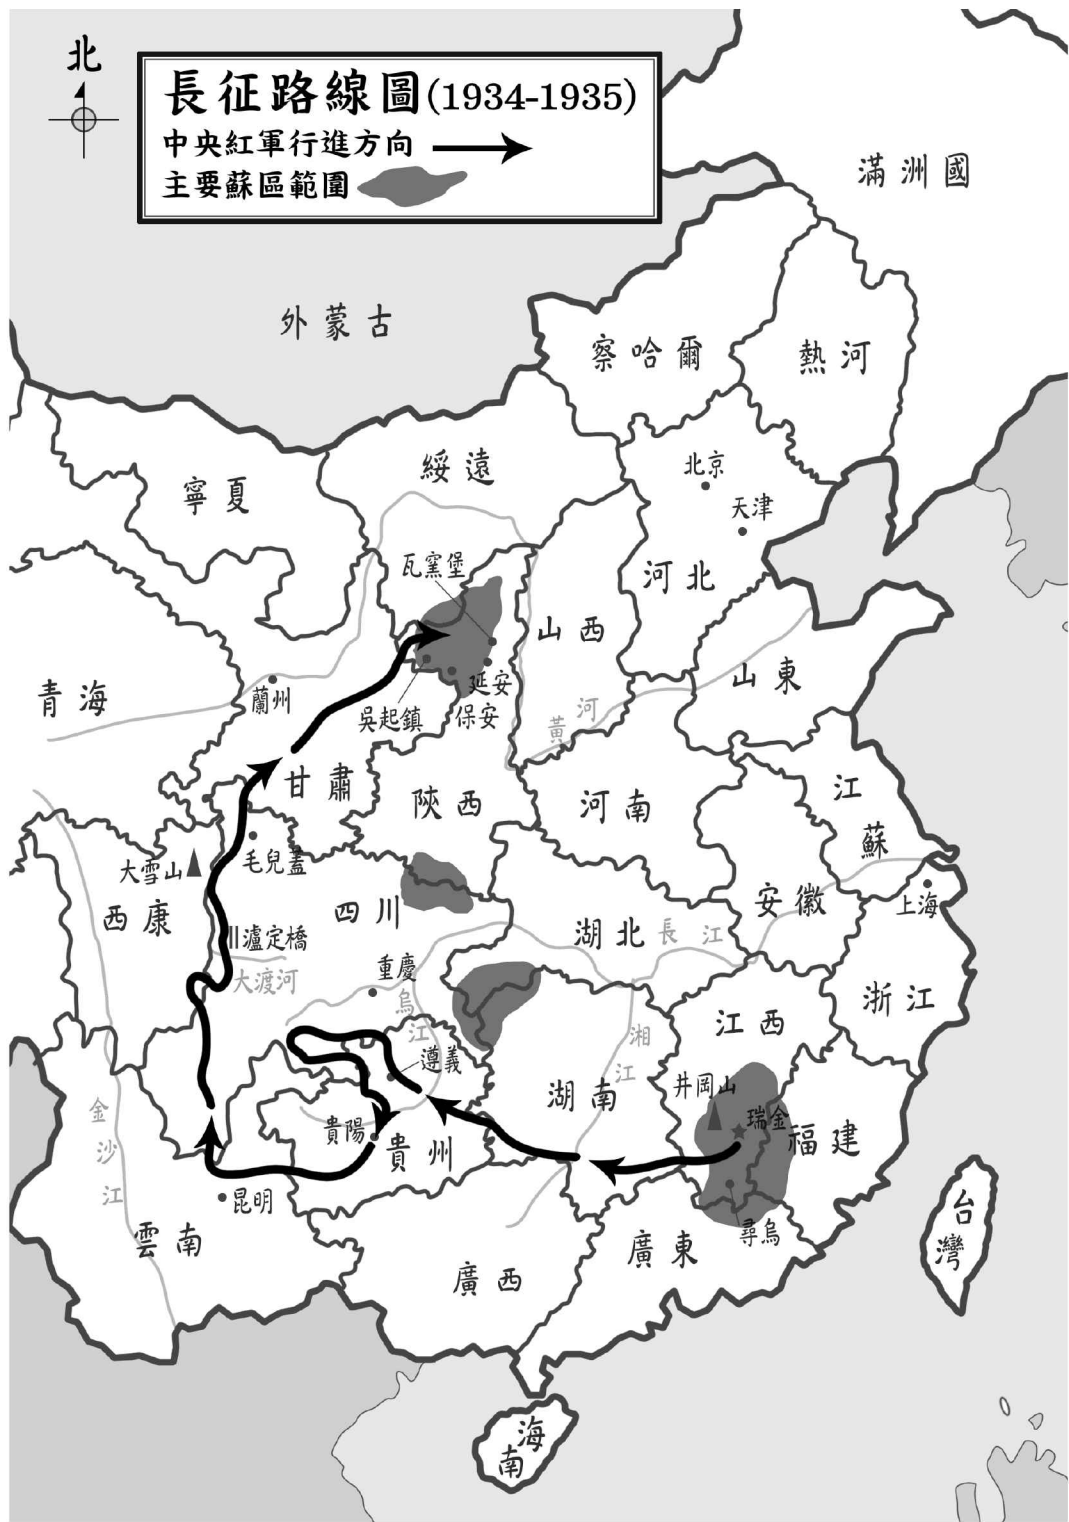 北
長征路線圖(1934-1935)
中央紅軍行進方向
主要蘇區範圍
滿洲國
外蒙古
察哈爾
熱河
綏遠
北京
寧夏
天津
瓦窰堡
河北
山西
青海
蘭州
延安
山東
吳起鎮
保安
黃河
甘肅
陝西
河南
江蘇
大雪山
毛兒蓋
西康
四川
安徽
上海
湖北
長江
瀘定橋
大渡河
重慶
烏江
浙江
江西
湘江
遵義
井岡山
湖南
瑞金
金沙江
貴陽
貴州
福建
昆明
雲南
尋烏
廣東
廣西
台灣
海南